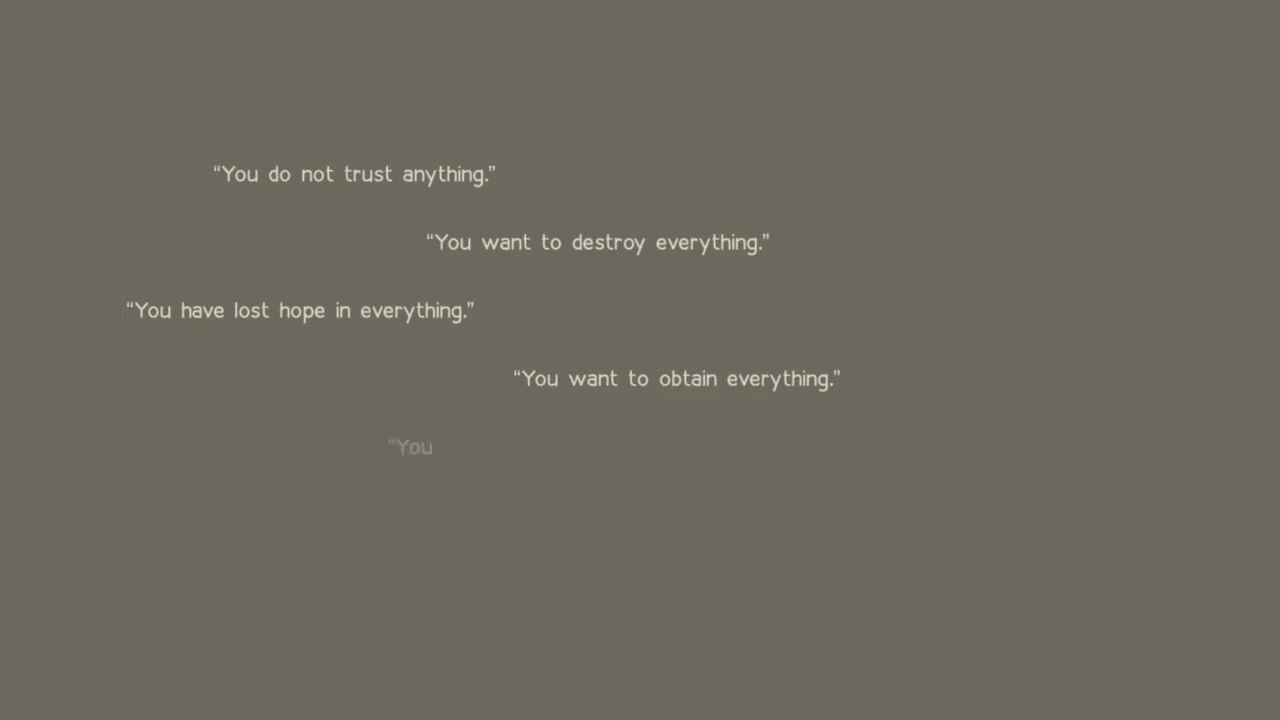 “You do not trust anything.”
“You want to destroy everything.”
“You have lost hope in everything.”
“You want to obtain everything.”
“You